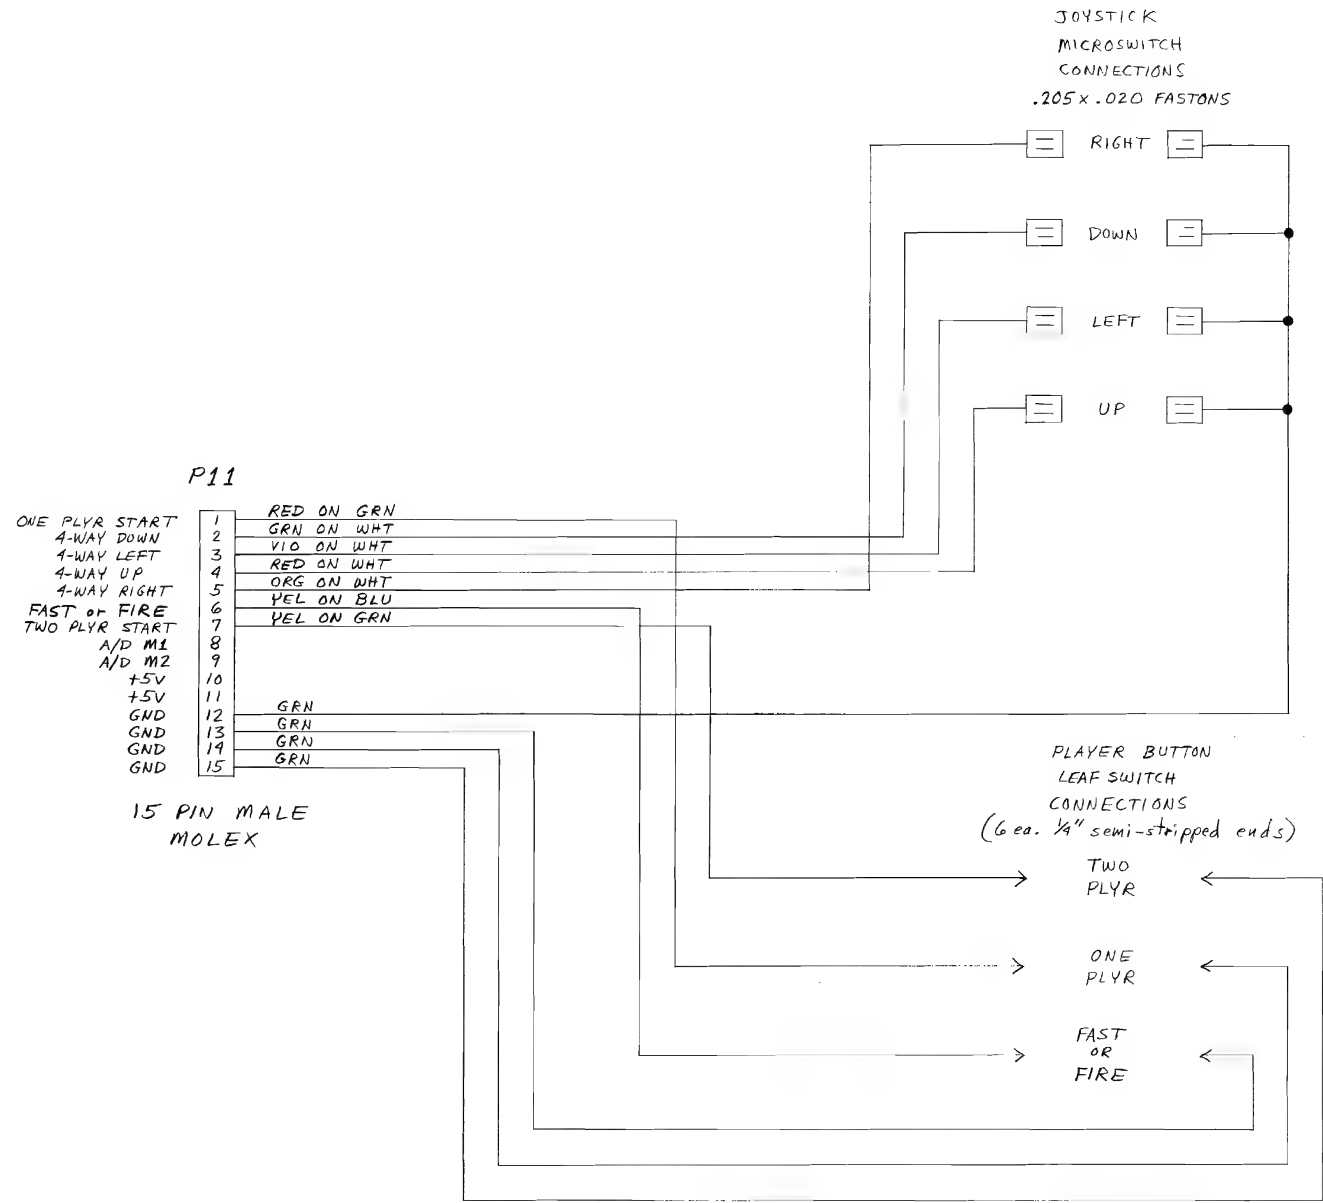 JOYSTICK
MICROSWITCH
CONNECTIONS
.205 x .020 FASTONS
RIGHT
DOWN
LEFT
UP
P11
ONE PLYR START 1 RED ON GRN
4-WAY DOWN 2 GRN ON WHT
4-WAY LEFT 3 VIO ON WHT
4-WAY UP 4 RED ON WHT
4-WAY RIGHT 5 ORG ON WHT
FAST or FIRE 6 YEL ON BLU
TWO PLYR START 7 YEL ON GRN
A/D M1 8
A/D M2 9
+5V 10
+5V 11
GND 12 GRN
GND 13 GRN
GND 14 GRN
GND 15 GRN
15 PIN MALE
MOLEX
PLAYER BUTTON
LEAF SWITCH
CONNECTIONS
(6 ea. 1/4" semi-stripped ends)
TWO
PLYR
ONE
PLYR
FAST
OR
FIRE